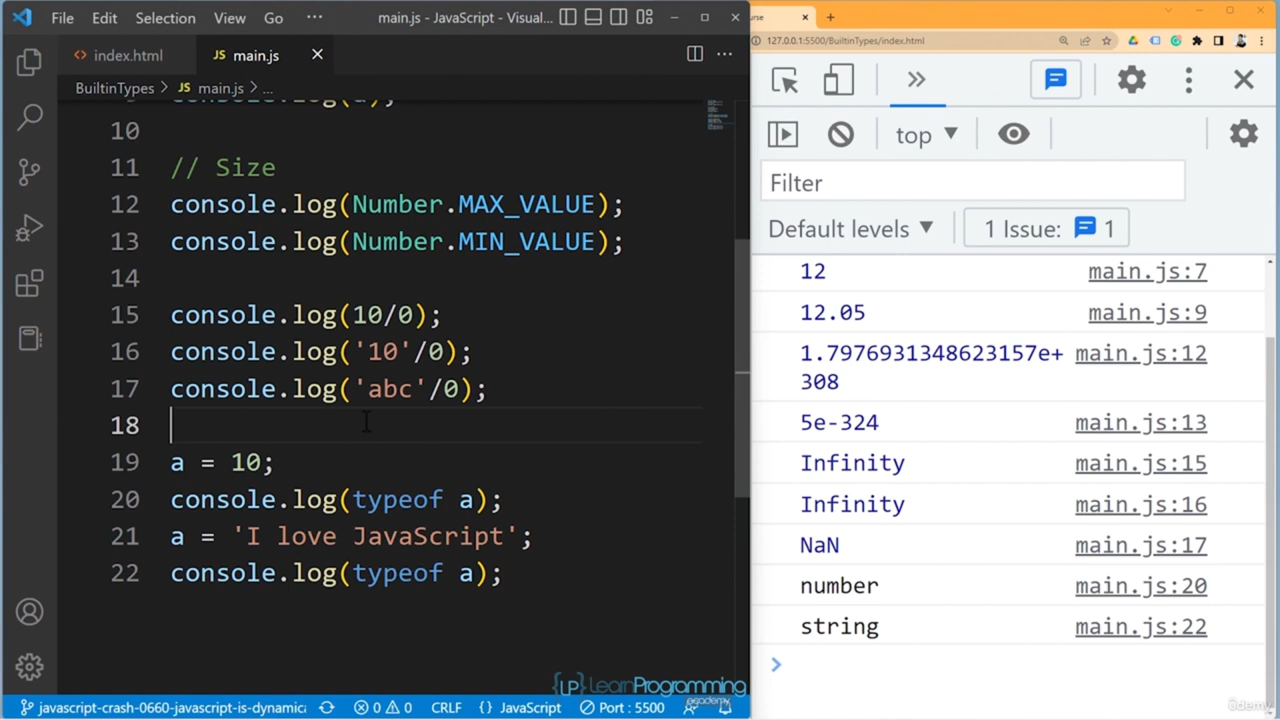 File Edit Selection View Go ··· main.js - JavaScript - Visual...
index.html JS main.js
BuiltinTypes > JS main.js > ...
10
11 // Size
12 console.log(Number.MAX_VALUE);
13 console.log(Number.MIN_VALUE);
14
15 console.log(10/0);
16 console.log('10'/0);
17 console.log('abc'/0);
18
19 a = 10;
20 console.log(typeof a);
21 a = 'I love JavaScript';
22 console.log(typeof a);
{LP} LearnProgramming
academy
javascript-crash-0660-javascript-is-dynamica 0 0 CRLF {} JavaScript Port : 5500
127.0.0.1:5500/BuiltinTypes/index.html
top
Filter
Default levels 1 Issue: 1
12 main.js:7
12.05 main.js:9
1.7976931348623157e+ main.js:12
308
5e-324 main.js:13
Infinity main.js:15
Infinity main.js:16
NaN main.js:17
number main.js:20
string main.js:22
>
ûdemy